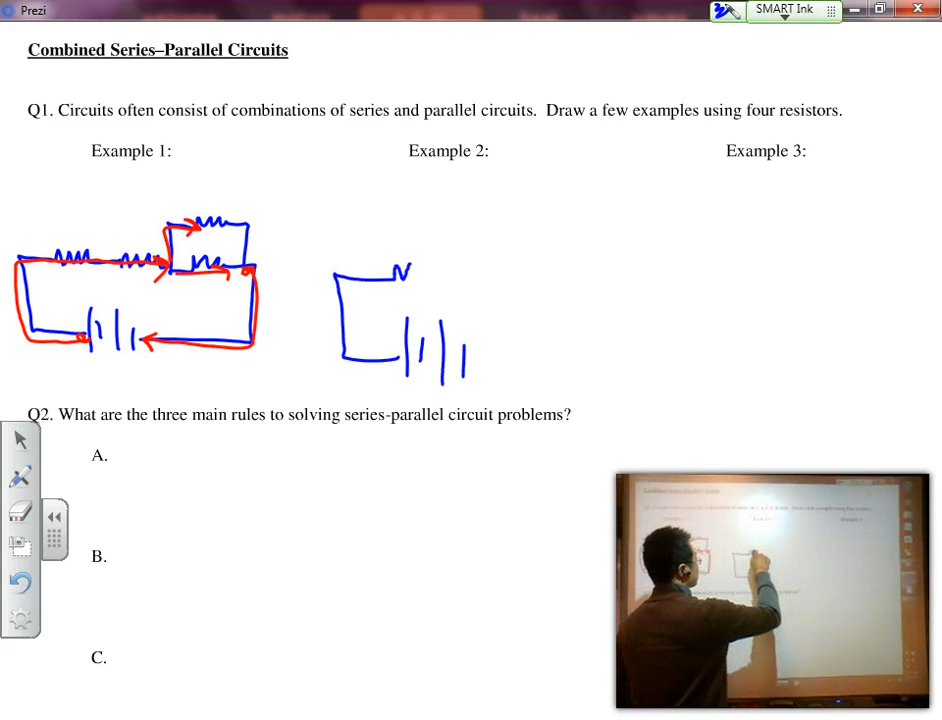 Prezi
SMART Ink
Combined Series–Parallel Circuits
Q1. Circuits often consist of combinations of series and parallel circuits. Draw a few examples using four resistors.
Example 1:
Example 2:
Example 3:
Q2. What are the three main rules to solving series-parallel circuit problems?
A.
B.
C.